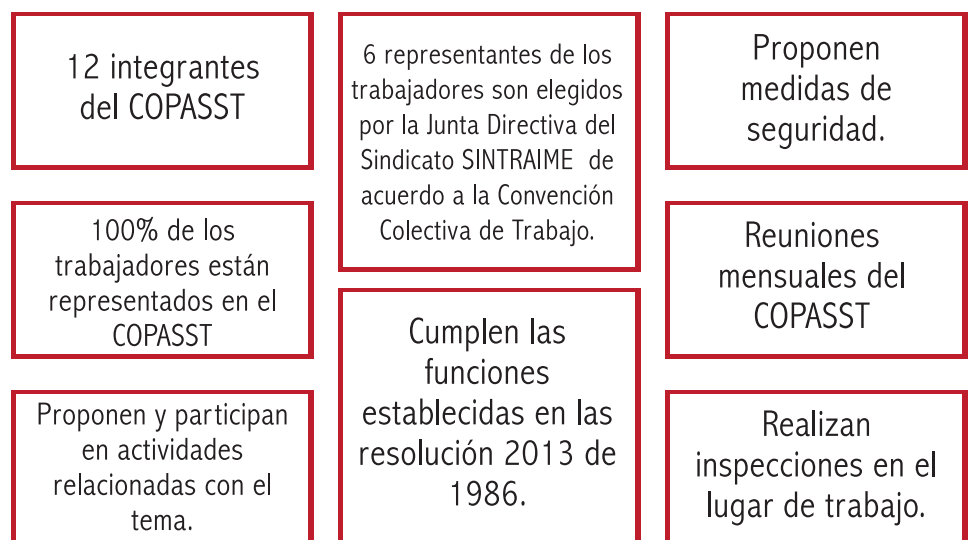 12 integrantes
del COPASST
100% de los
trabajadores están
representados en el
COPASST
Proponen y participan
en actividades
relacionadas con el
tema.
6 representantes de los
trabajadores son elegidos
por la Junta Directiva del
Sindicato SINTRAIME de
acuerdo a la Convención
Colectiva de Trabajo.
Cumplen las
funciones
establecidas en las
resolución 2013 de
1986.
Proponen
medidas de
seguridad.
Reuniones
mensuales del
COPASST
Realizan
inspecciones en el
lugar de trabajo.